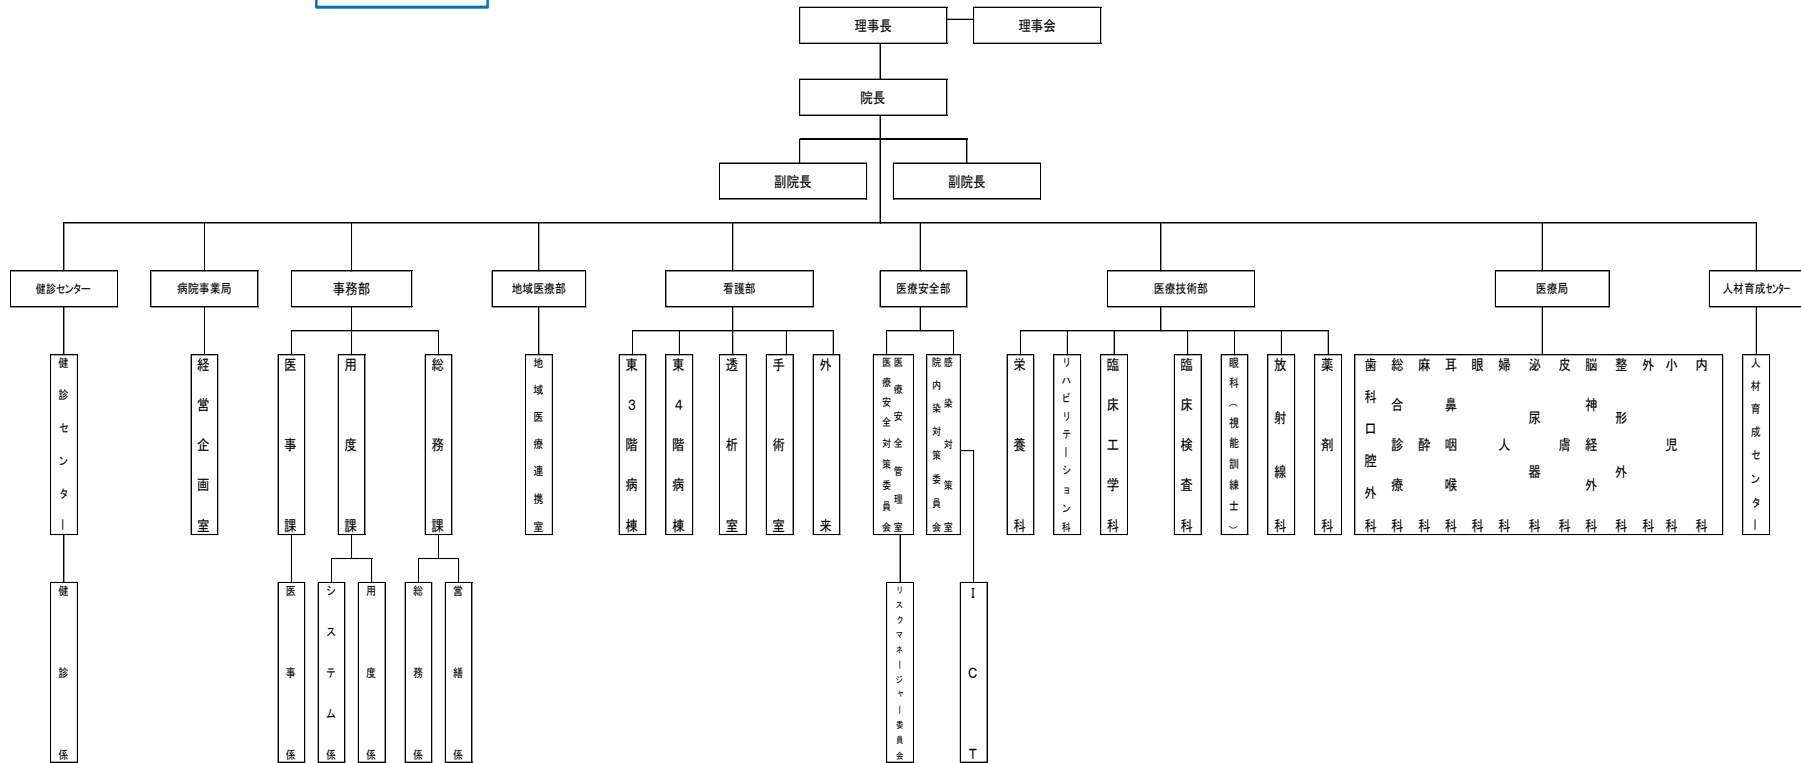 理事長
理事会
院長
副院長
副院長
健診センター
病院事業局
事務部
地域医療部
看護部
医療安全部
医療技術部
医療局
人材育成センター
健診センター
経営企画室
医事課
用度課
総務課
地域医療連携室
東3階病棟
東4階病棟
透析室
手術室
外来
医療安全管理室
医療安全対策委員会
感染対策室
院内染対策委員会
栄養科
リハビリテーション科
臨床工学科
臨床検査科
眼科(視能訓練士)
放射線科
薬剤科
歯科口腔外科
総合診療科
麻酔科
耳鼻咽喉科
眼科
婦人科
泌尿器科
皮膚科
脳神経外科
整形外科
外科
小児科
内科
人材育成センター
健診係
医事係
システム係
用度係
総務係
営繕係
リスクマネージャー委員会
ICT